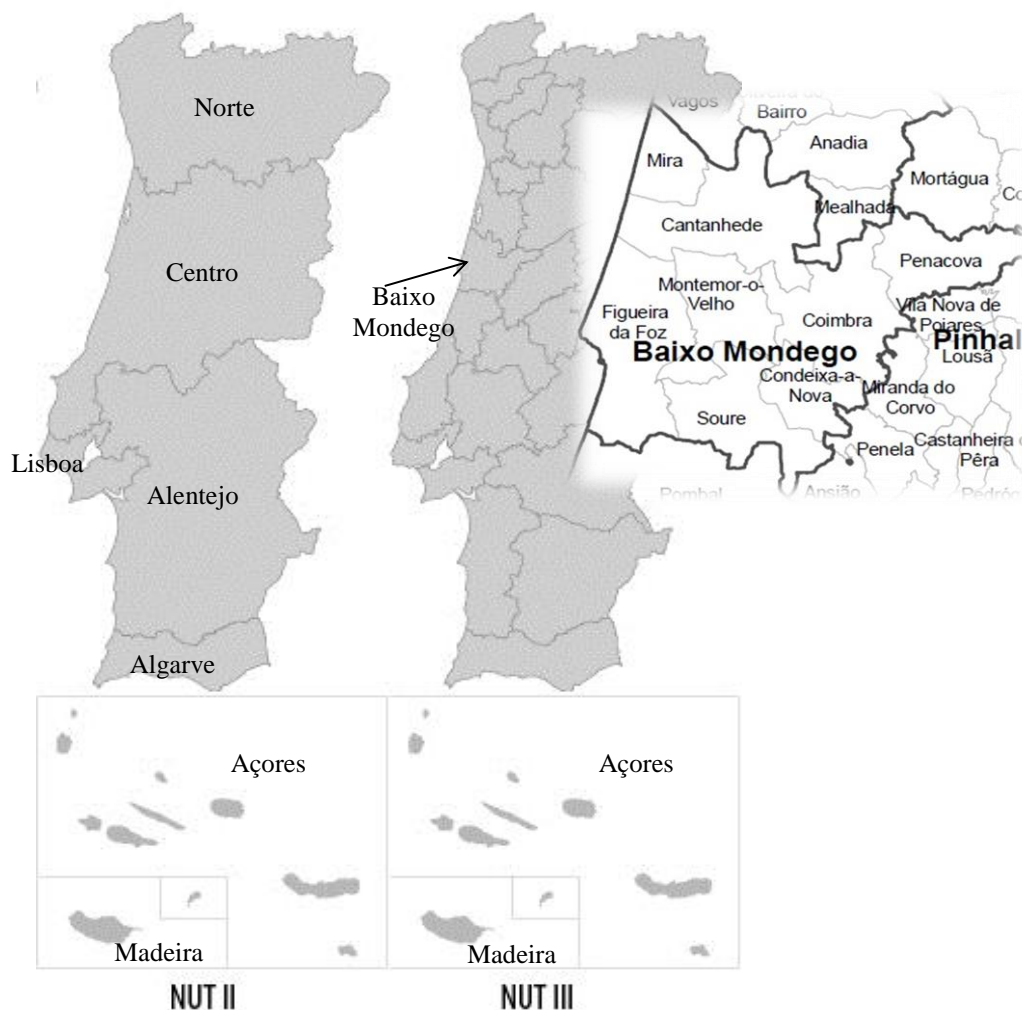 Norte
Centro
Lisboa
Alentejo
Algarve
Baixo
Mondego
Vagos
Bairro
Anadia
Mira
Mortágua
Cantanhede
Mealhada
Penacova
Montemor-o-
Velho
Vila Nova de
Poiares
Figueira
da Foz
Coimbra
Baixo Mondego
Pinhal
Lousã
Condeixa-a-
Nova
Miranda do
Corvo
Soure
Penela
Castanheira
Pêra
Pombal
Ansião
Açores
Açores
Madeira
Madeira
NUT II
NUT III